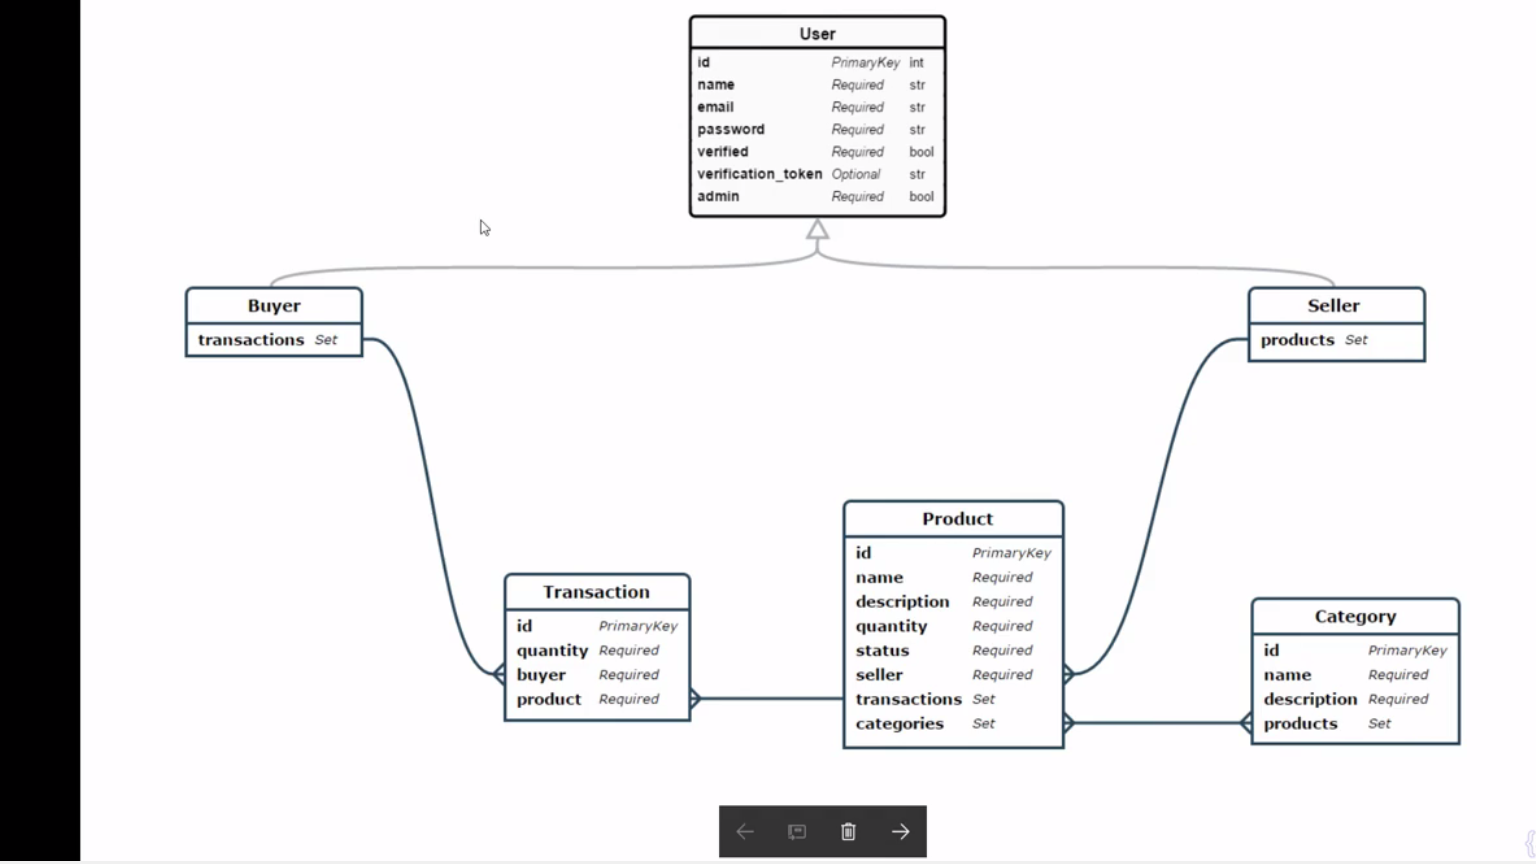 User
id PrimaryKey int
name Required str
email Required str
password Required str
verified Required bool
verification_token Optional str
admin Required bool
Buyer
transactions Set
Seller
products Set
Product
id PrimaryKey
name Required
description Required
quantity Required
status Required
seller Required
transactions Set
categories Set
Transaction
id PrimaryKey
quantity Required
buyer Required
product Required
Category
id PrimaryKey
name Required
description Required
products Set
{